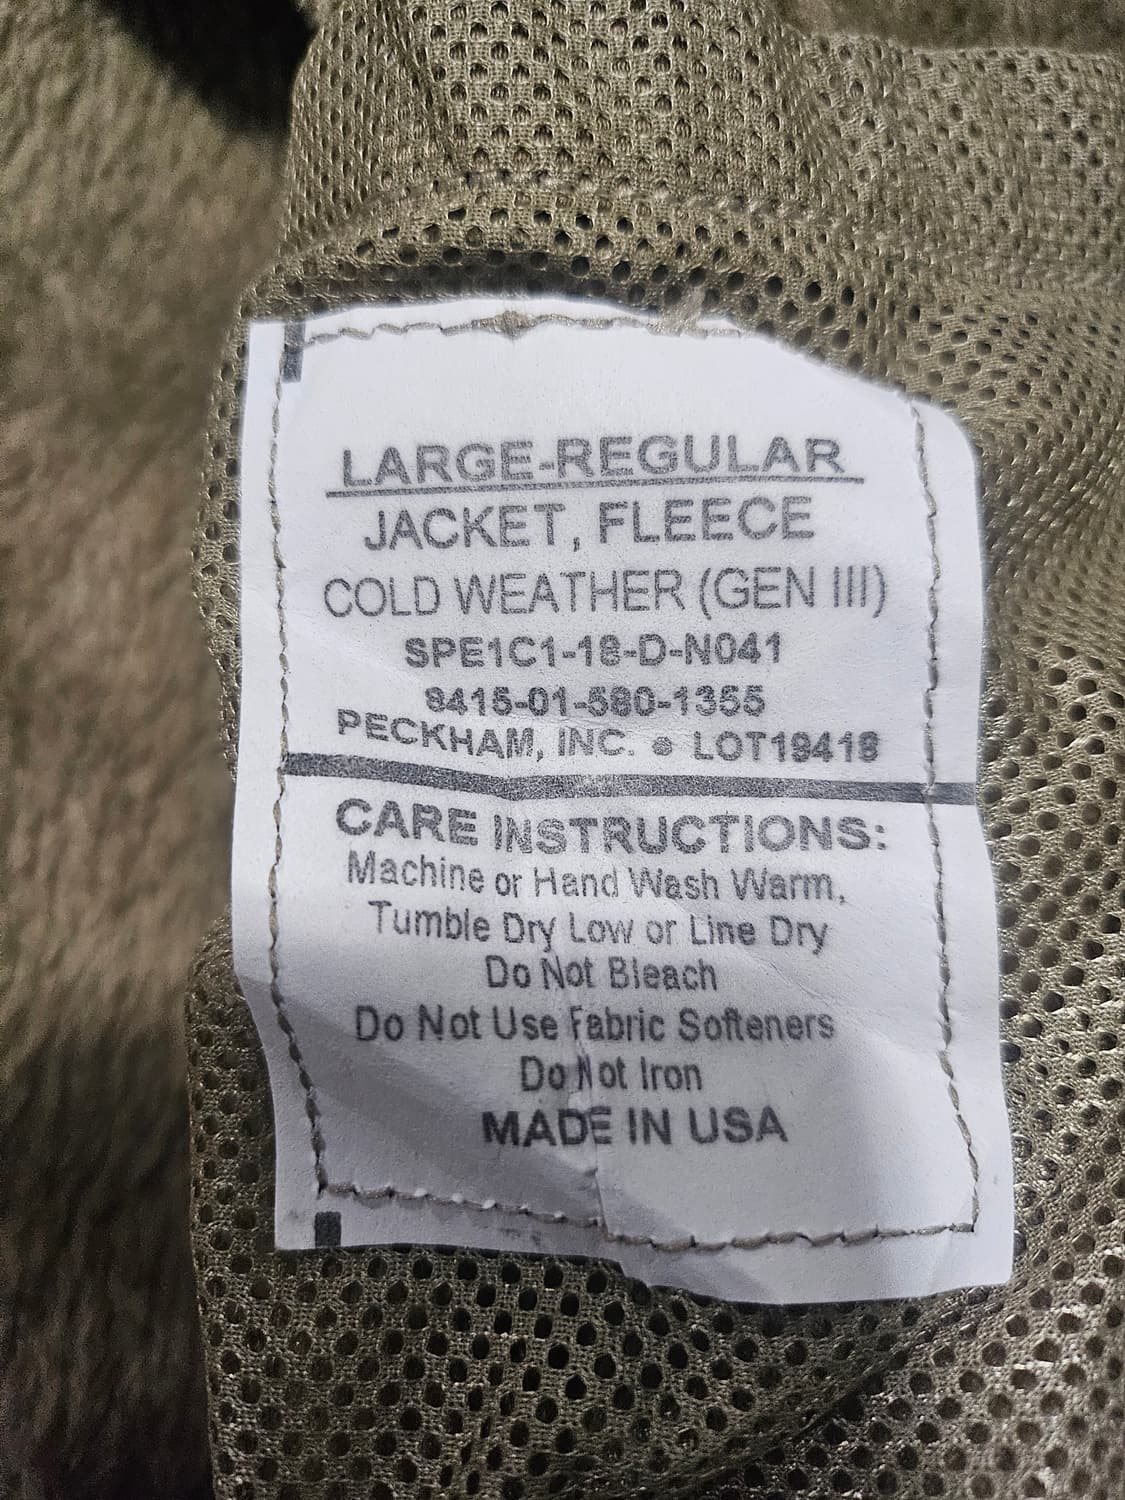 LARGE-REGULAR
JACKET, FLEECE
COLD WEATHER (GEN III)
SPE1C1-18-D-N041
8415-01-580-1355
PECKHAM, INC. ● LOT19418
CARE INSTRUCTIONS:
Machine or Hand Wash Warm,
Tumble Dry Low or Line Dry
Do Not Bleach
Do Not Use Fabric Softeners
Do Not Iron
MADE IN USA